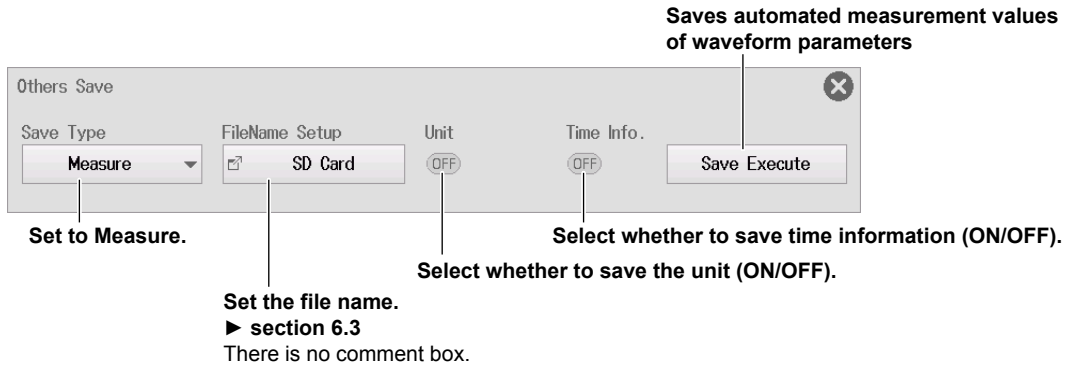 Saves automated measurement values
of waveform parameters
Others Save
Save Type
FileName Setup
Unit
Time Info.
Measure
SD Card
OFF
OFF
Save Execute
Set to Measure.
Select whether to save time information (ON/OFF).
Select whether to save the unit (ON/OFF).
Set the file name.
► section 6.3
There is no comment box.